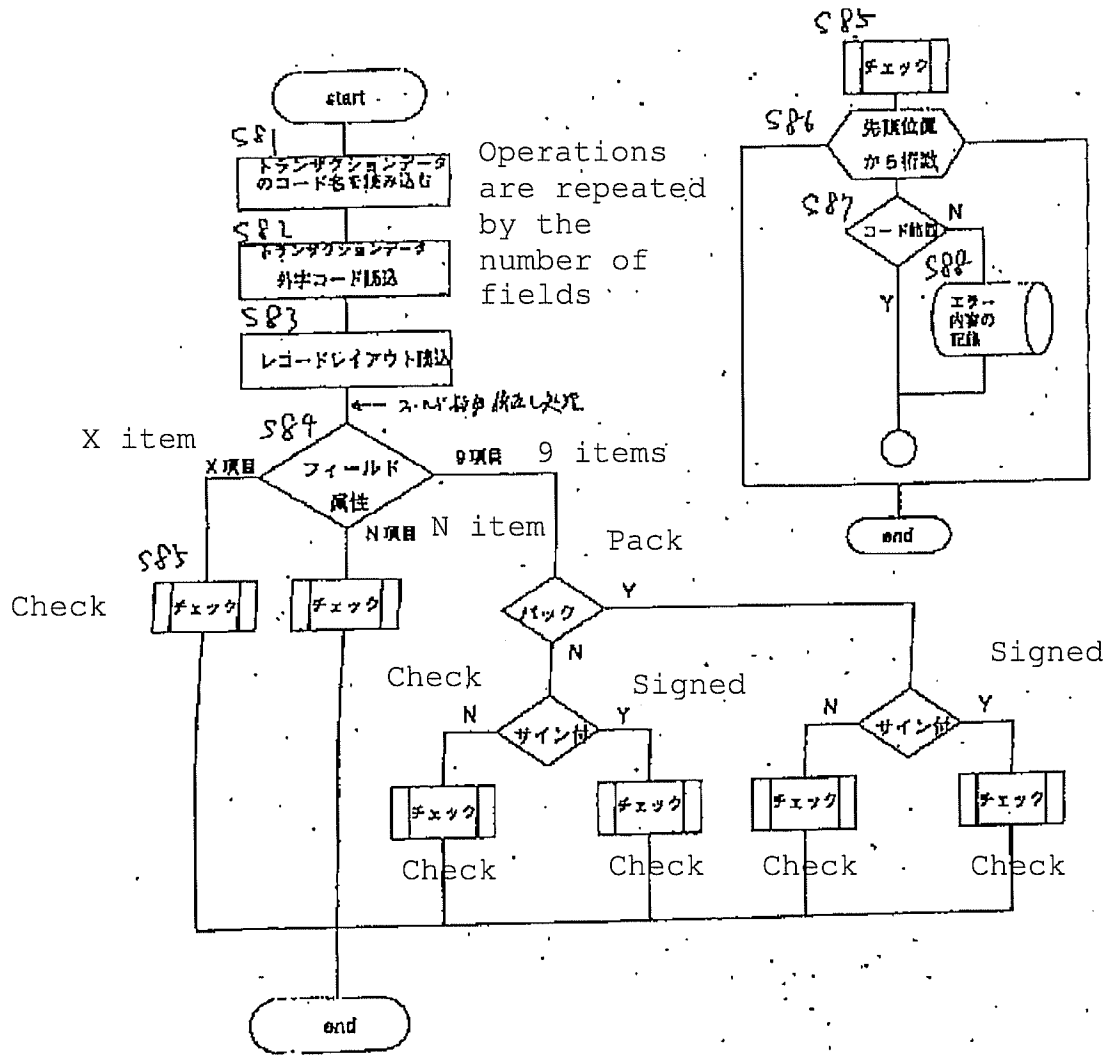 start
S81
トランザクションデータ
のコード名を読み込む
S82
トランザクションデータ
外字コード読込
S83
レコードレイアウト読込
Operations
are repeated
by the
number of
fields
S84
フィールド
属性
X item
X項目
N項目
N item
9項目
9 items
S85
Check
チェック
チェック
Pack
パック
Y
N
Check
Signed
N
サイン付
Y
チェック
チェック
Check
Check
Signed
N
サイン付
Y
チェック
チェック
Check
Check
end
S85
チェック
S86
先頭位置
から桁数
S87
コード範囲
N
Y
S88
エラー
内容の
記録
end